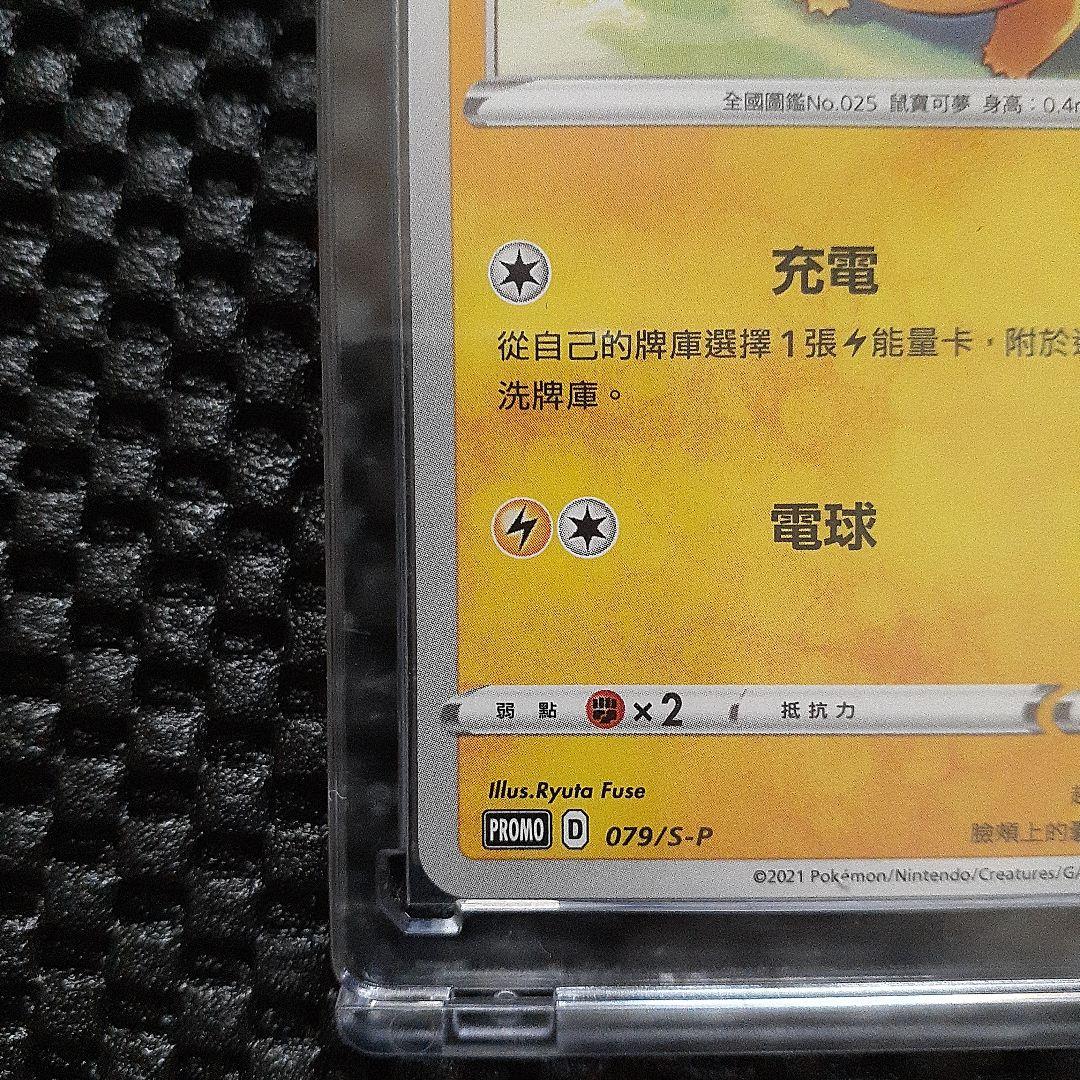 全國圖鑑No.025 鼠寶可夢 身高：0.4m
充電
從自己的牌庫選擇1張⚡能量卡，附於
洗牌庫。
電球
弱點 ×2 抵抗力
Illus.Ryuta Fuse
PROMO D 079/S-P
臉頰上的
©2021 Pokémon/Nintendo/Creatures/GA